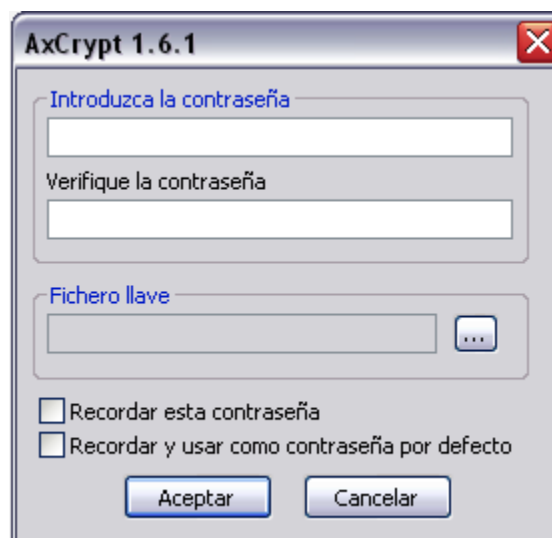 AxCrypt 1.6.1
Introduzca la contraseña
Verifique la contraseña
Fichero llave
...
Recordar esta contraseña
Recordar y usar como contraseña por defecto
Aceptar Cancelar